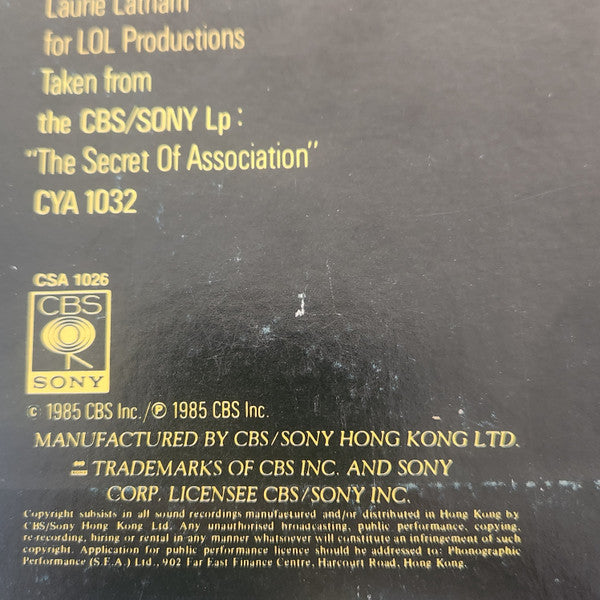 Laurie Latham
for LOL Productions
Taken from
the CBS/SONY Lp :
"The Secret Of Association"
CYA 1032
CSA 1026
CBS
SONY
© 1985 CBS Inc./℗ 1985 CBS Inc.
MANUFACTURED BY CBS/SONY HONG KONG LTD.
TRADEMARKS OF CBS INC. AND SONY
CORP. LICENSEE CBS/SONY INC.
Copyright subsists in all sound recordings manufactured and/or distributed in Hong Kong by
CBS/Sony Hong Kong Ltd. Any unauthorised broadcasting, public performance, copying,
re-recording, hiring or rental in any manner whatsoever will constitute an infringement of such
copyright. Application for public performance licence should be addressed to: Phonographic
Performance (S.E.A.) Ltd., 902 Far East Finance Centre, Harcourt Road, Hong Kong.